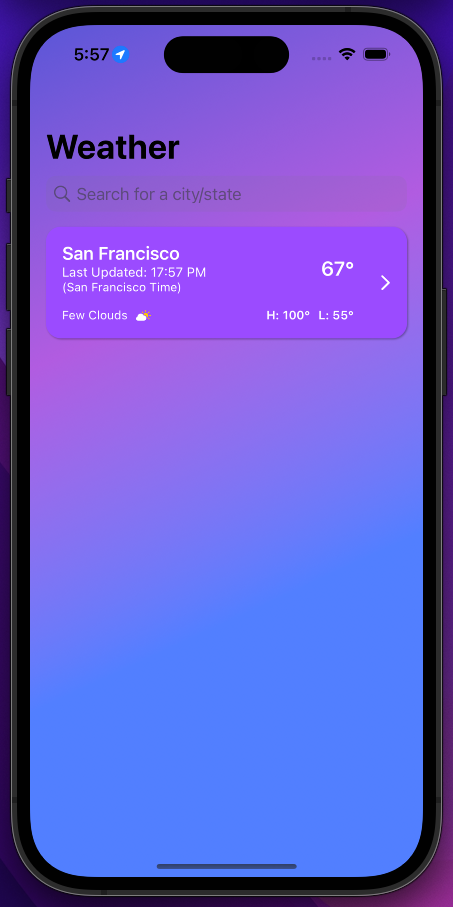 5:57
Weather
Search for a city/state
San Francisco
Last Updated: 17:57 PM
67°
(San Francisco Time)
Few Clouds
H: 100° L: 55°